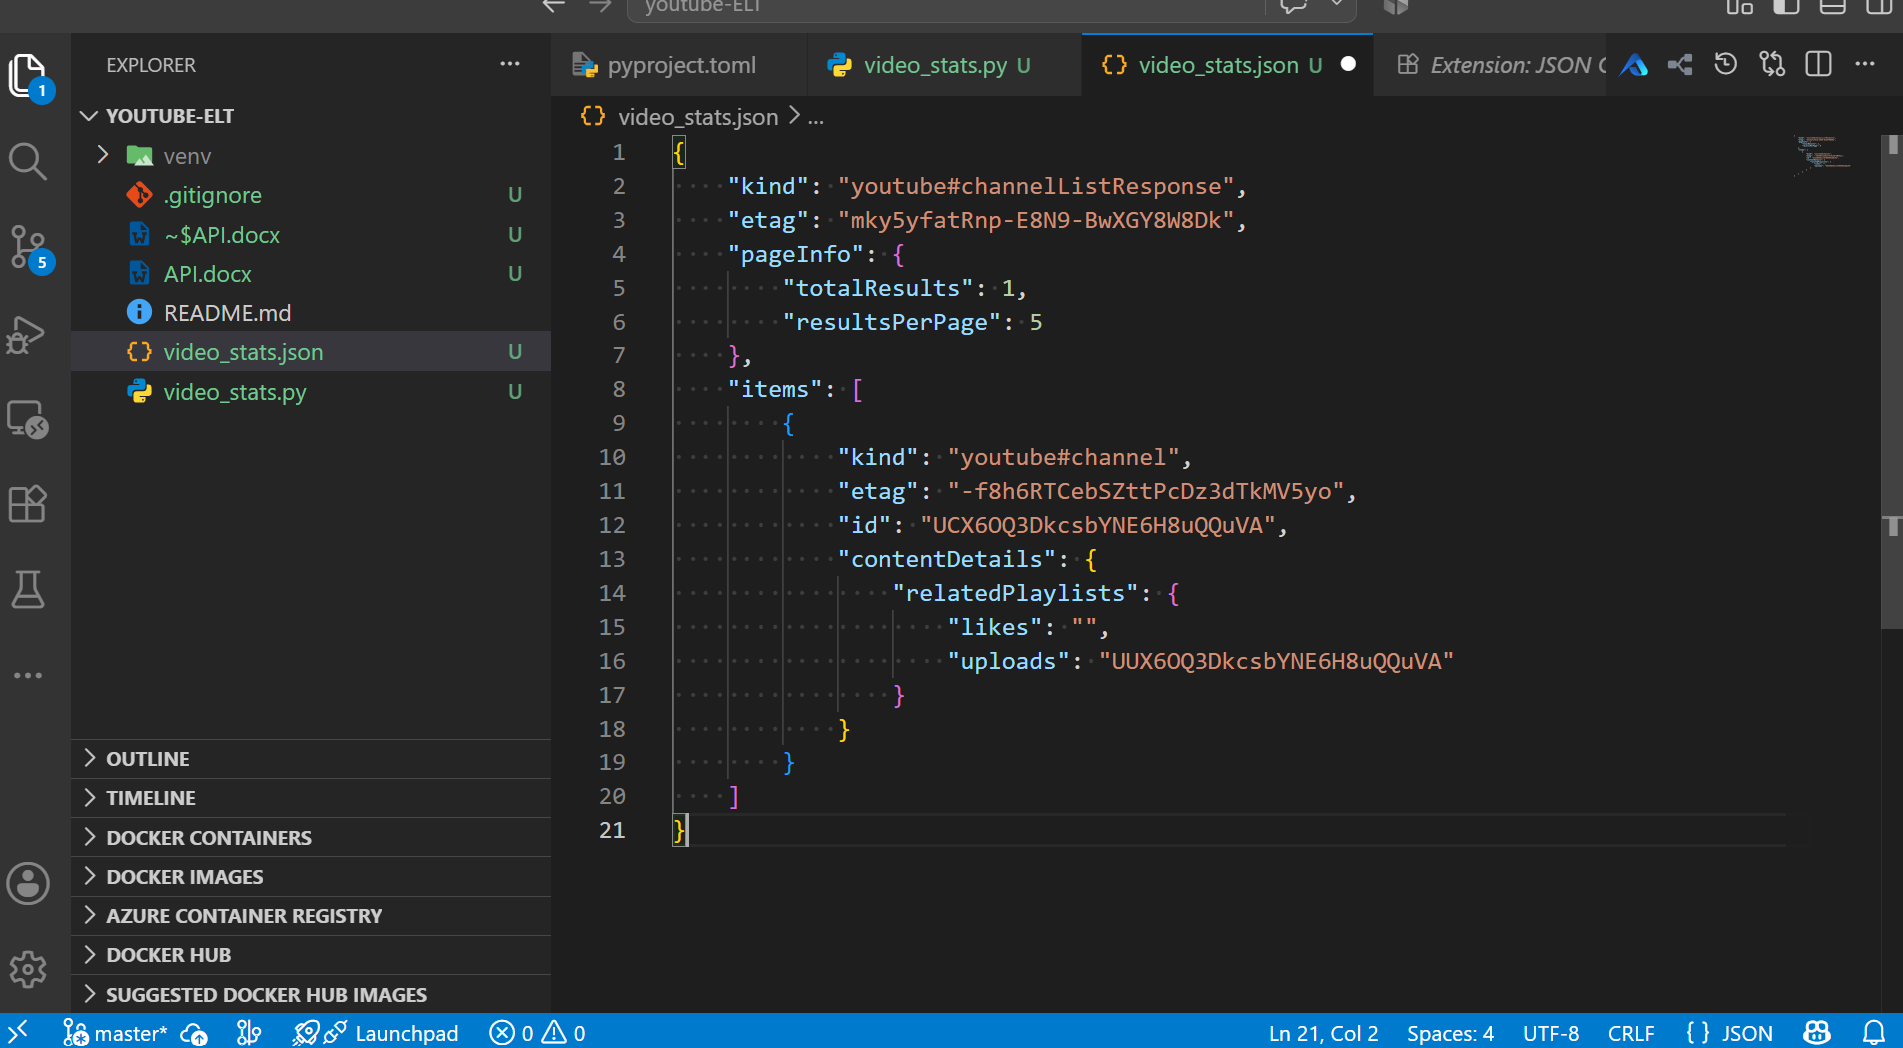 youtube-ELT
EXPLORER
pyproject.toml
video_stats.py U
video_stats.json U
Extension: JSON
video_stats.json > ...
1
YOUTUBE-ELT
venv
.gitignore U
~$API.docx U
API.docx U
README.md
video_stats.json U
video_stats.py U
5
OUTLINE
TIMELINE
DOCKER CONTAINERS
DOCKER IMAGES
AZURE CONTAINER REGISTRY
DOCKER HUB
SUGGESTED DOCKER HUB IMAGES
1 {
2 "kind": "youtube#channelListResponse",
3 "etag": "mky5yfatRnp-E8N9-BwXGY8W8Dk",
4 "pageInfo": {
5 "totalResults": 1,
6 "resultsPerPage": 5
7 },
8 "items": [
9 {
10 "kind": "youtube#channel",
11 "etag": "-f8h6RTCebSZttPcDz3dTkMV5yo",
12 "id": "UCX6OQ3DkcsbYNE6H8uQQuVA",
13 "contentDetails": {
14 "relatedPlaylists": {
15 "likes": "",
16 "uploads": "UUX6OQ3DkcsbYNE6H8uQQuVA"
17 }
18 }
19 }
20 ]
21 }
master* Launchpad 0 0 Ln 21, Col 2 Spaces: 4 UTF-8 CRLF { } JSON